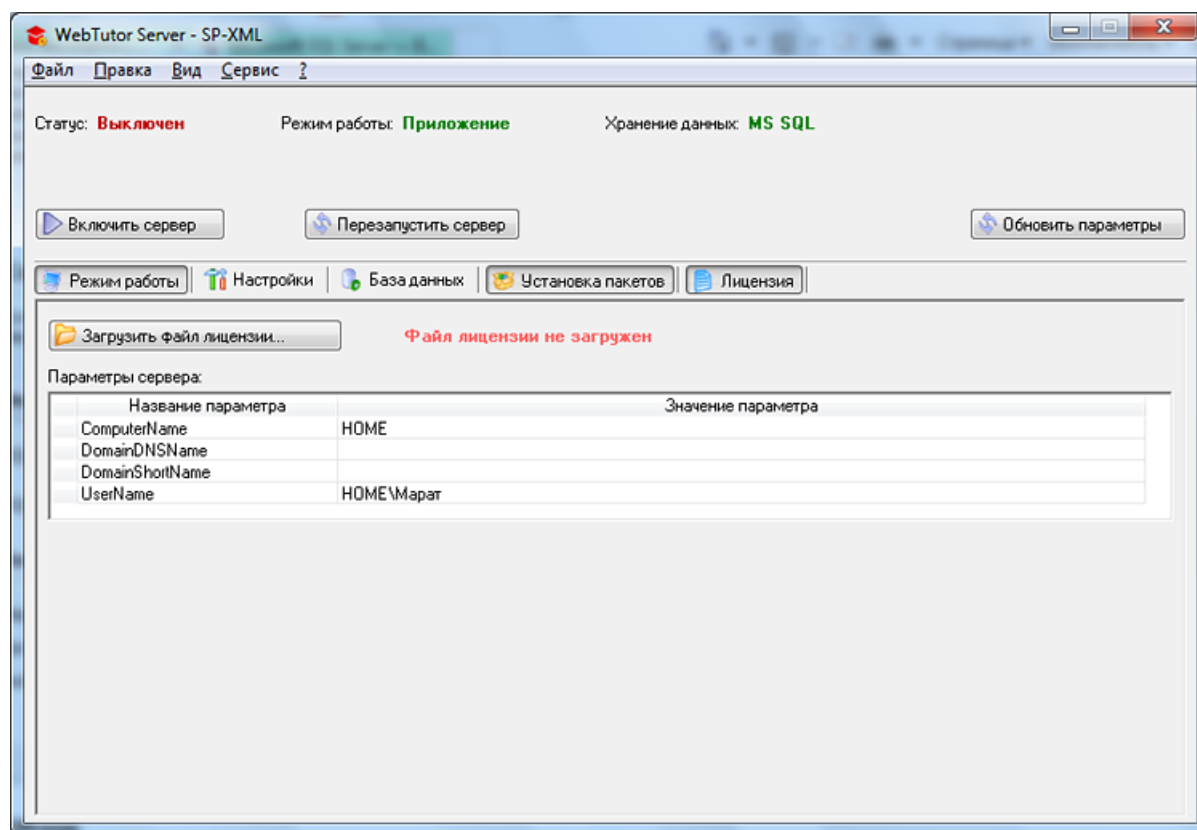 WebTutor Server - SP-XML
Файл Правка Вид Сервис ?
Статус: Выключен Режим работы: Приложение Хранение данных: MS SQL
Включить сервер Перезапустить сервер Обновить параметры
Режим работы Настройки База данных Установка пакетов Лицензия
Загрузить файл лицензии... Файл лицензии не загружен
Параметры сервера:
Название параметра Значение параметра
ComputerName HOME
DomainDNSName
DomainShortName
UserName HOME\Марат